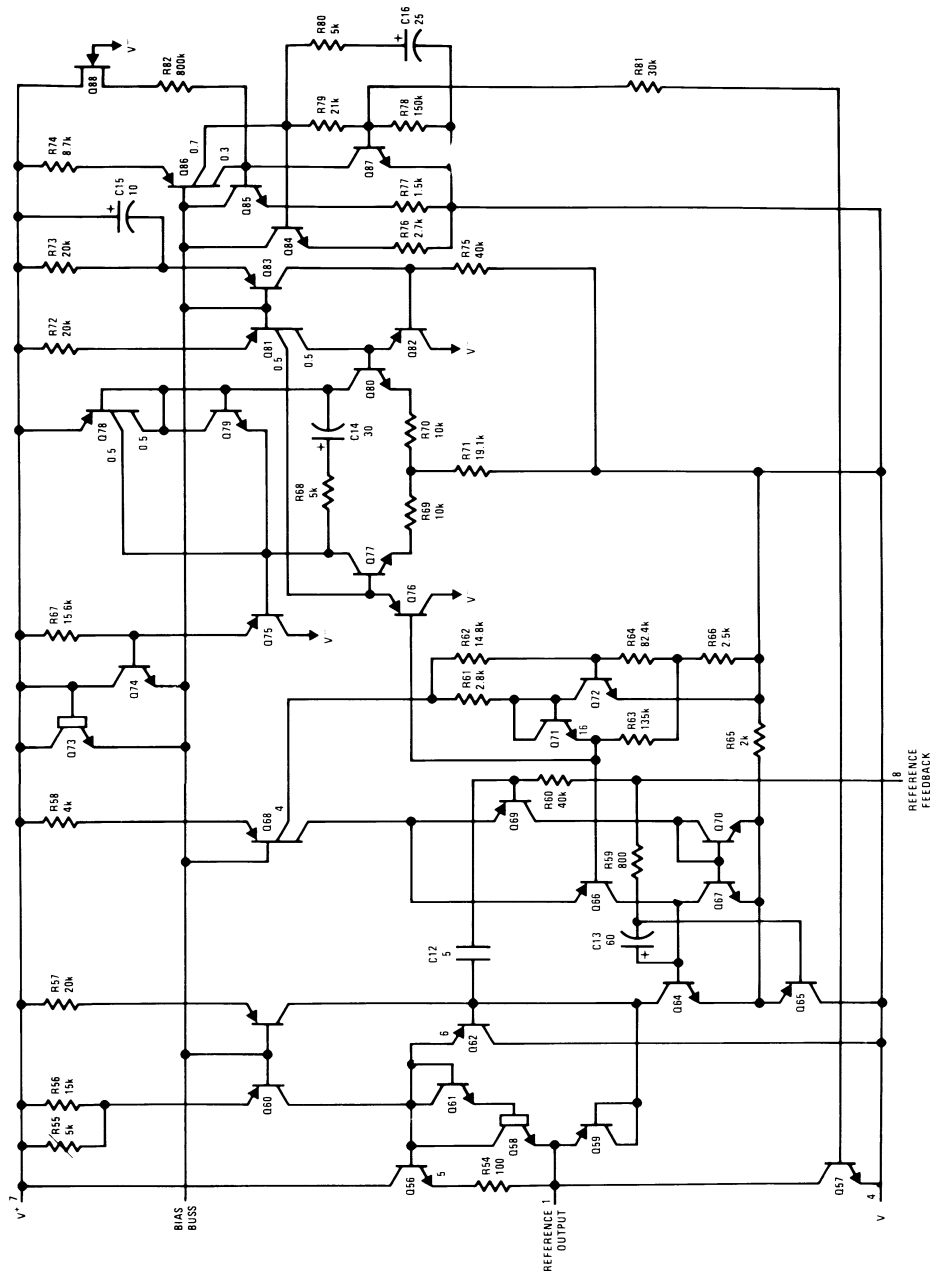 V+ 7
BIAS
BUSS
R55
5k
R56
15k
R57
20k
R58
4k
R67
15.6k
R72
20k
R73
20k
C15
10
R74
8.7k
Q88
V-
R82
800k
R80
5k
C16
25
R79
21k
R78
150k
Q86
0.7
0.3
Q85
Q87
Q84
R77
1.5k
R76
2.7k
Q83
Q81
0.5
0.5
Q82
V-
R75
40k
R81
30k
Q78
0.5
0.5
Q79
Q80
C14
30
R68
5k
R70
10k
R69
10k
R71
19.1k
Q77
Q76
V-
Q75
V-
Q74
Q73
Q68
4
R62
14.8k
R61
2.8k
R64
82.4k
R66
2.5k
Q72
Q71
16
R63
135k
R65
2k
Q69
R60
40k
R59
800
Q70
Q66
Q67
C12
5
C13
60
Q60
Q62
6
Q61
Q58
Q59
Q64
Q65
Q56
5
R54
100
Q57
REFERENCE
OUTPUT
1
REFERENCE
FEEDBACK
8
V
4